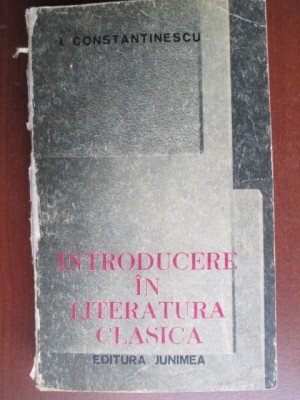 I. CONSTANTINESCU
INTRODUCERE
ÎN
LITERATURA
CLASICA
EDITURA JUNIMEA